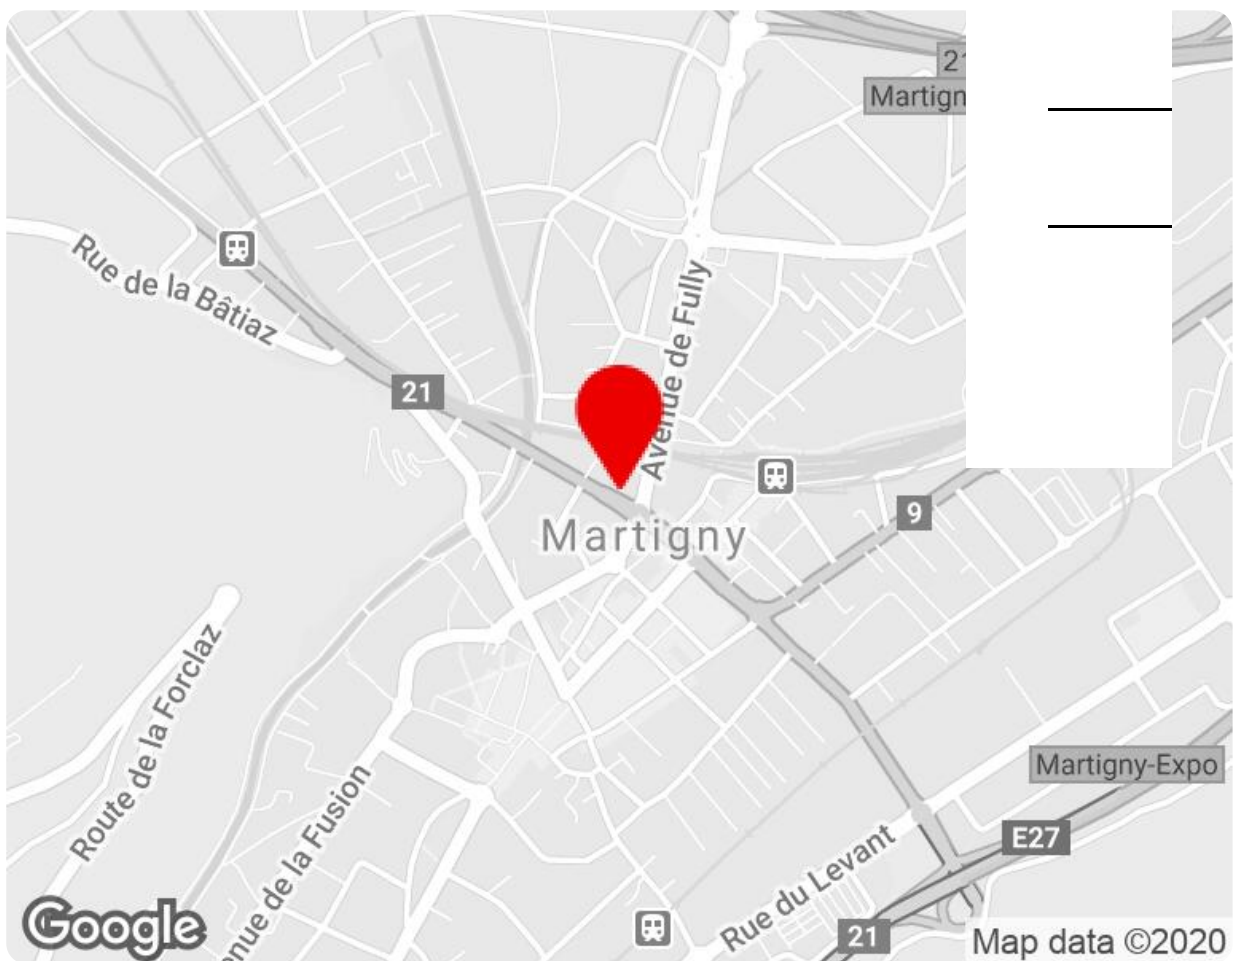 Martign
Rue de la Bâtiaz
Avenue de Fully
21
9
Martigny
Route de la Forclaz
Martigny-Expo
nue de la Fusion
E27
Rue du Levant
21
Google
Map data ©2020